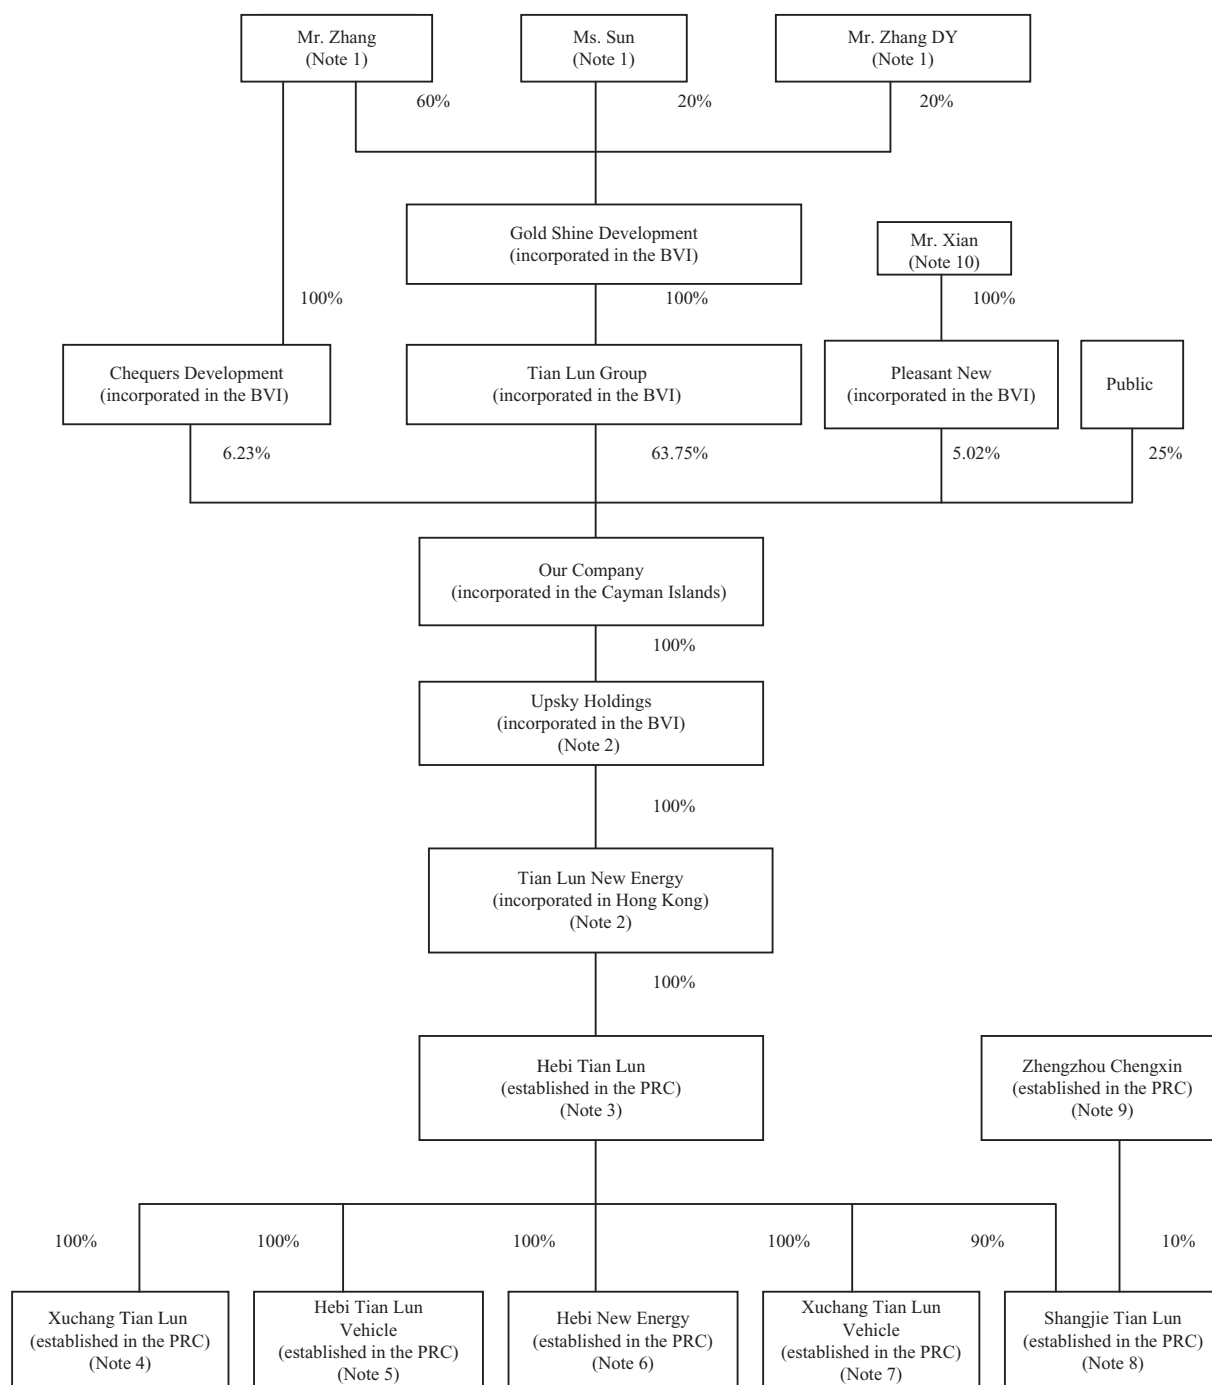 Mr. Zhang
(Note 1)
Ms. Sun
(Note 1)
Mr. Zhang DY
(Note 1)
60%
20%
20%
Gold Shine Development
(incorporated in the BVI)
Mr. Xian
(Note 10)
100%
100%
100%
Chequers Development
(incorporated in the BVI)
Tian Lun Group
(incorporated in the BVI)
Pleasant New
(incorporated in the BVI)
Public
6.23%
63.75%
5.02%
25%
Our Company
(incorporated in the Cayman Islands)
100%
Upsky Holdings
(incorporated in the BVI)
(Note 2)
100%
Tian Lun New Energy
(incorporated in Hong Kong)
(Note 2)
100%
Hebi Tian Lun
(established in the PRC)
(Note 3)
Zhengzhou Chengxin
(established in the PRC)
(Note 9)
100%
100%
100%
100%
90%
10%
Xuchang Tian Lun
(established in the PRC)
(Note 4)
Hebi Tian Lun
Vehicle
(established in the PRC)
(Note 5)
Hebi New Energy
(established in the PRC)
(Note 6)
Xuchang Tian Lun
Vehicle
(established in the PRC)
(Note 7)
Shangjie Tian Lun
(established in the PRC)
(Note 8)